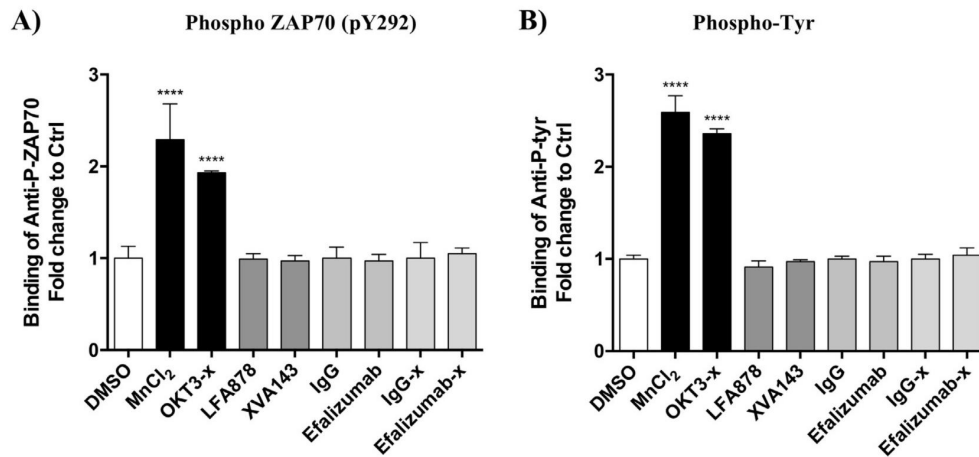 A) Phospho ZAP70 (pY292)
Binding of Anti-P-ZAP70
Fold change to Ctrl
3
2
1
0
****
****
DMSO
MnCl₂
OKT3-x
LFA878
XVA143
IgG
Efalizumab
IgG-x
Efalizumab-x
B) Phospho-Tyr
Binding of Anti-P-tyr
Fold change to Ctrl
3
2
1
0
****
****
DMSO
MnCl₂
OKT3-x
LFA878
XVA143
IgG
Efalizumab
IgG-x
Efalizumab-x